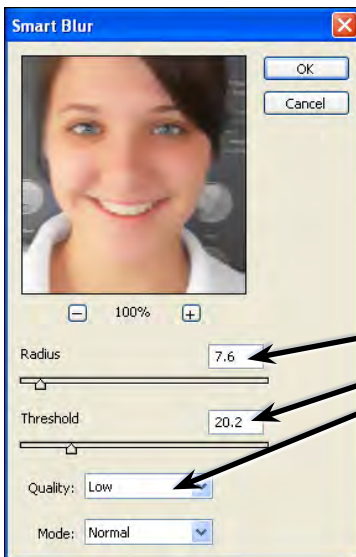 Smart Blur
OK
Cancel
100%
Radius
7.6
Threshold
20.2
Quality: Low
Mode: Normal